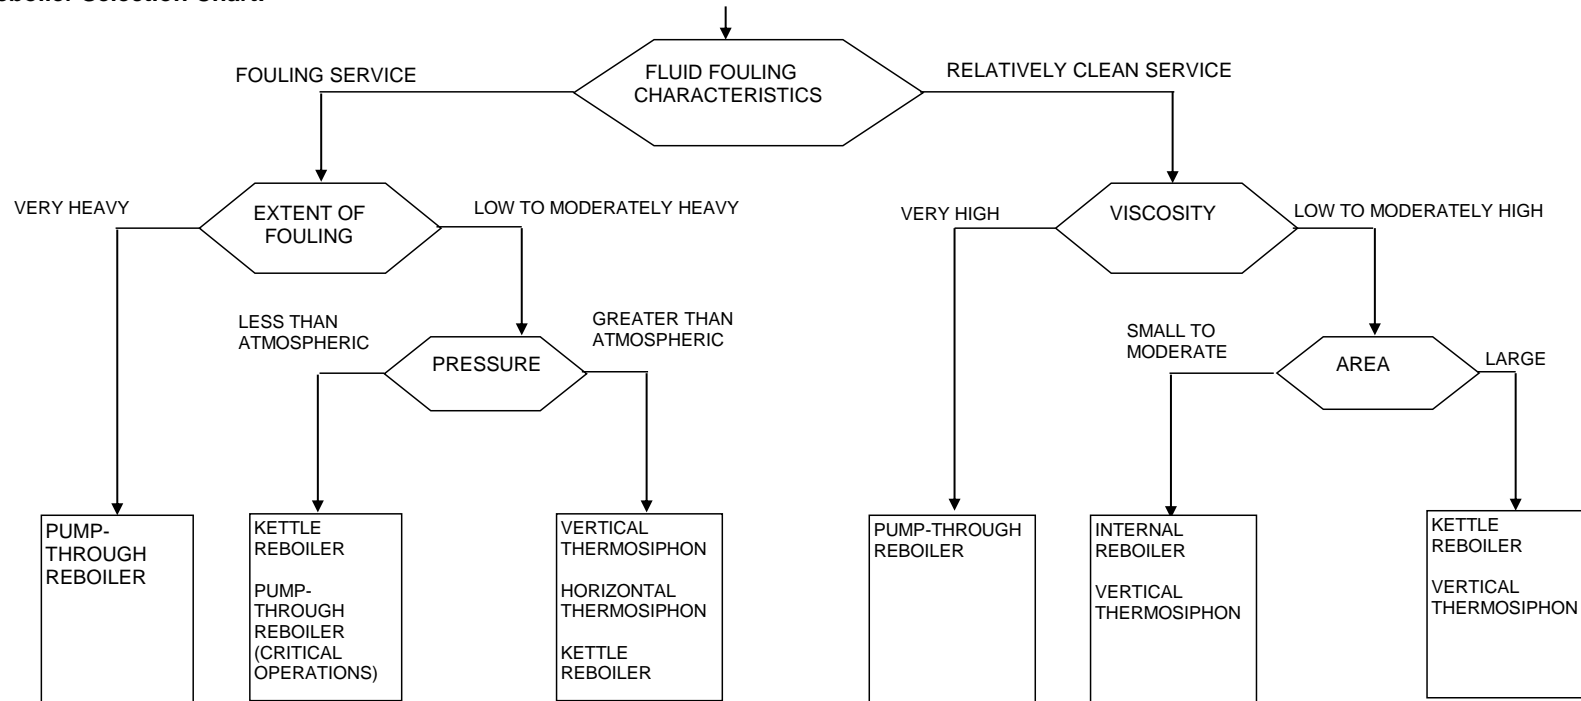 Reboiler Selection Chart:
FLUID FOULING
CHARACTERISTICS
FOULING SERVICE
RELATIVELY CLEAN SERVICE
EXTENT OF
FOULING
VERY HEAVY
LOW TO MODERATELY HEAVY
VISCOSITY
VERY HIGH
LOW TO MODERATELY HIGH
PRESSURE
LESS THAN
ATMOSPHERIC
GREATER THAN
ATMOSPHERIC
AREA
SMALL TO
MODERATE
LARGE
PUMP-
THROUGH
REBOILER
KETTLE
REBOILER
PUMP-
THROUGH
REBOILER
(CRITICAL
OPERATIONS)
VERTICAL
THERMOSIPHON
HORIZONTAL
THERMOSIPHON
KETTLE
REBOILER
PUMP-THROUGH
REBOILER
INTERNAL
REBOILER
VERTICAL
THERMOSIPHON
KETTLE
REBOILER
VERTICAL
THERMOSIPHON